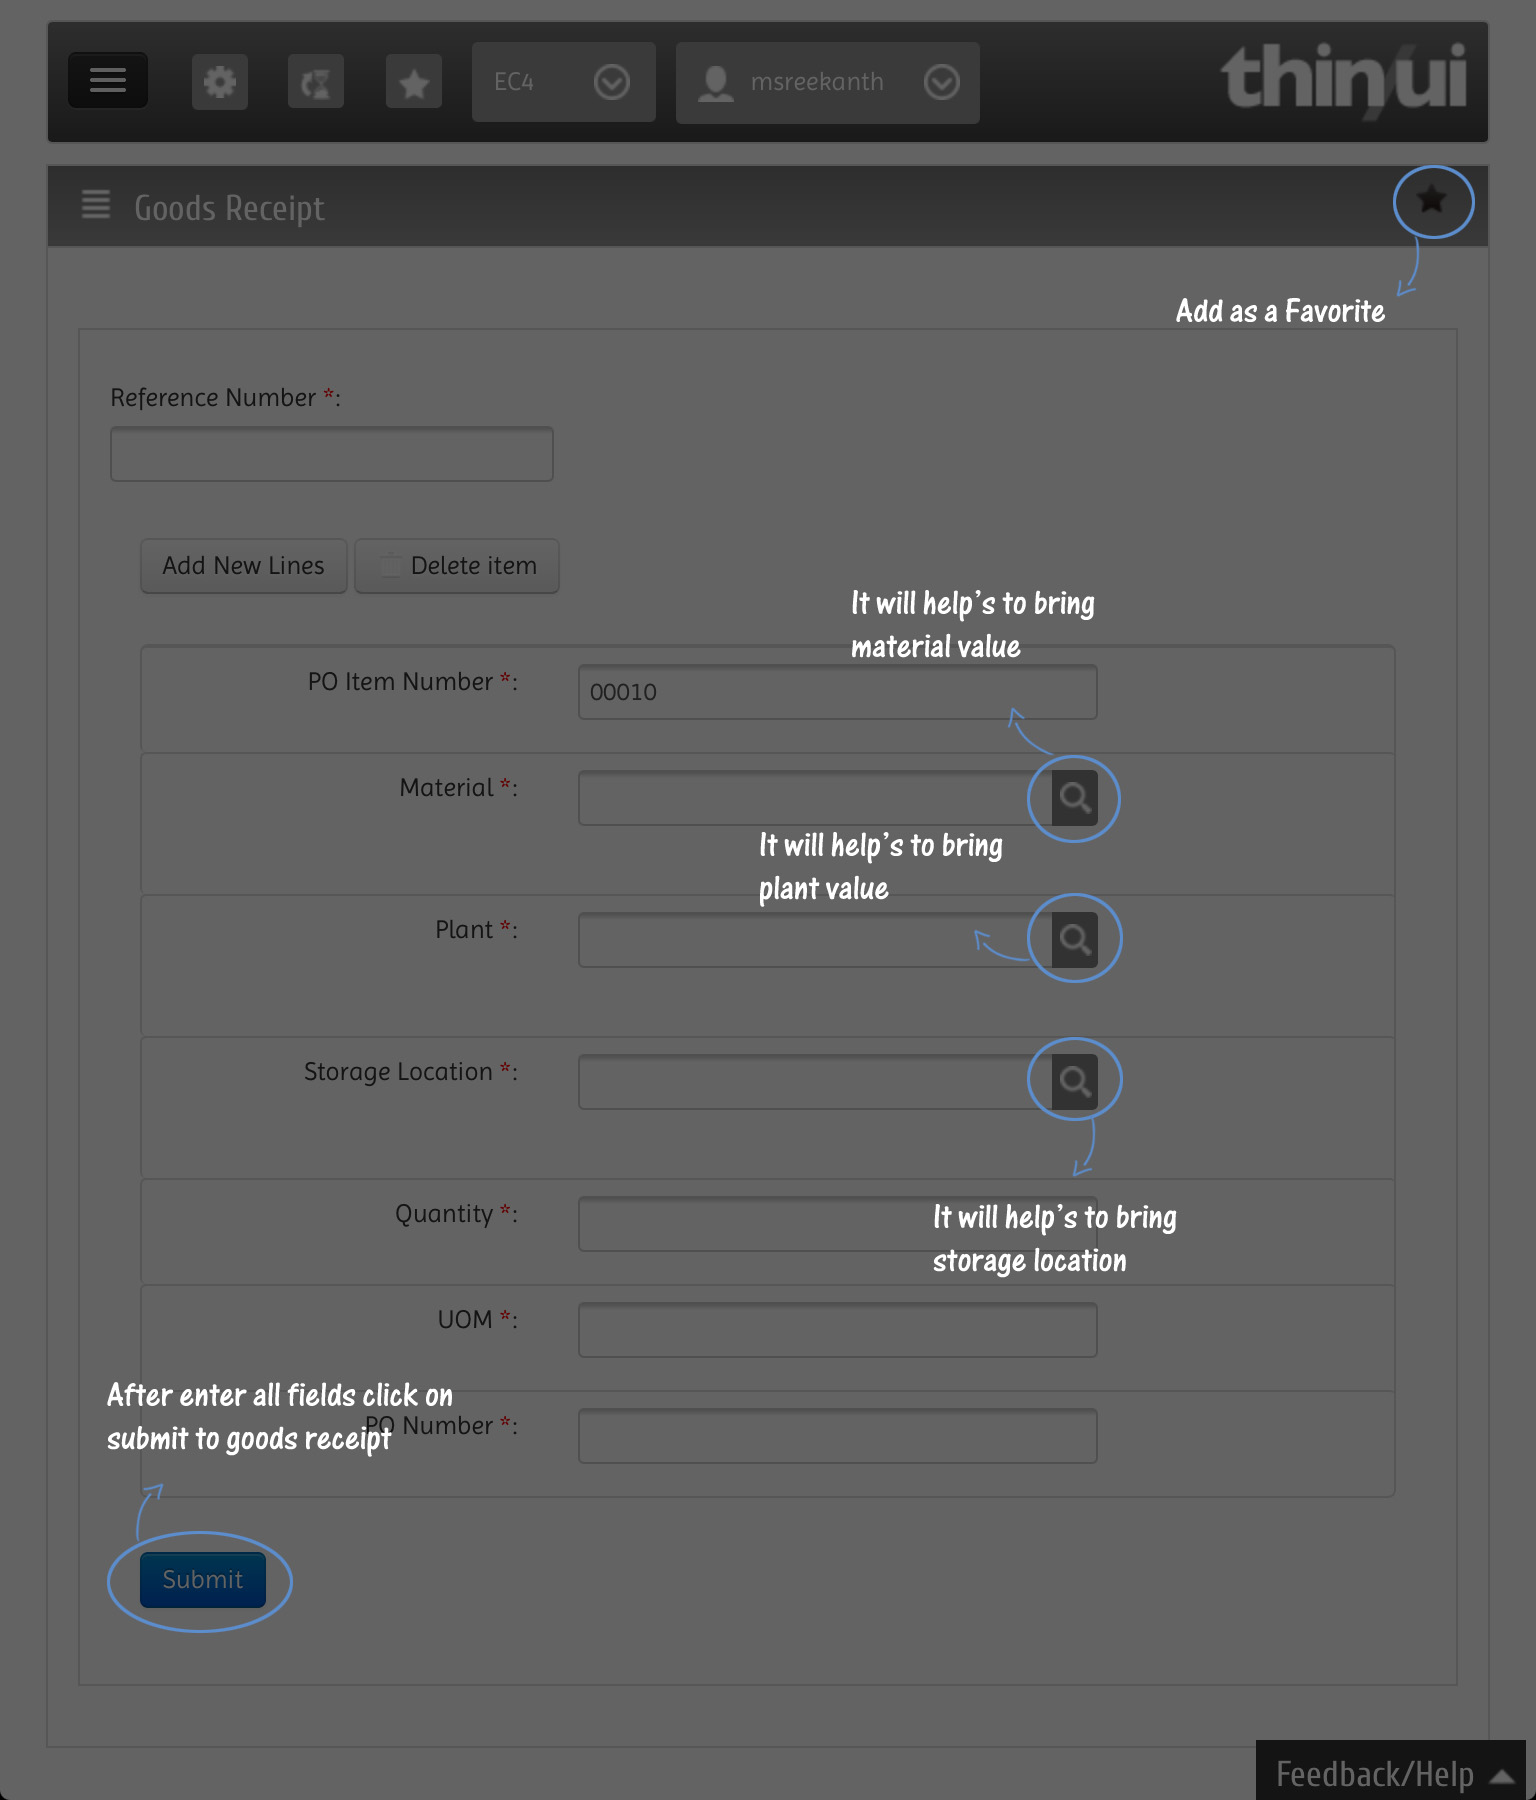 EC4
msreekanth
thin/ui
Goods Receipt
Add as a Favorite
Reference Number *:
Add New Lines
Delete item
It will help's to bring
material value
PO Item Number *:
00010
Material *:
It will help's to bring
plant value
Plant *:
Storage Location *:
Quantity *:
It will help's to bring
storage location
UOM *:
After enter all fields click on
submit to goods receipt
PO Number *:
Submit
Feedback/Help